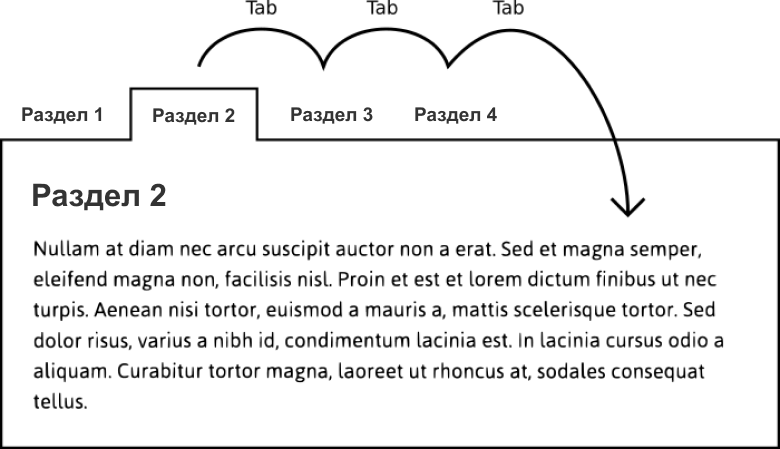 Tab Tab Tab
Раздел 1 Раздел 2 Раздел 3 Раздел 4
Раздел 2
Nullam at diam nec arcu suscipit auctor non a erat. Sed et magna semper,
eleifend magna non, facilisis nisl. Proin et est et lorem dictum finibus ut nec
turpis. Aenean nisi tortor, euismod a mauris a, mattis scelerisque tortor. Sed
dolor risus, varius a nibh id, condimentum lacinia est. In lacinia cursus odio a
aliquam. Curabitur tortor magna, laoreet ut rhoncus at, sodales consequat
tellus.